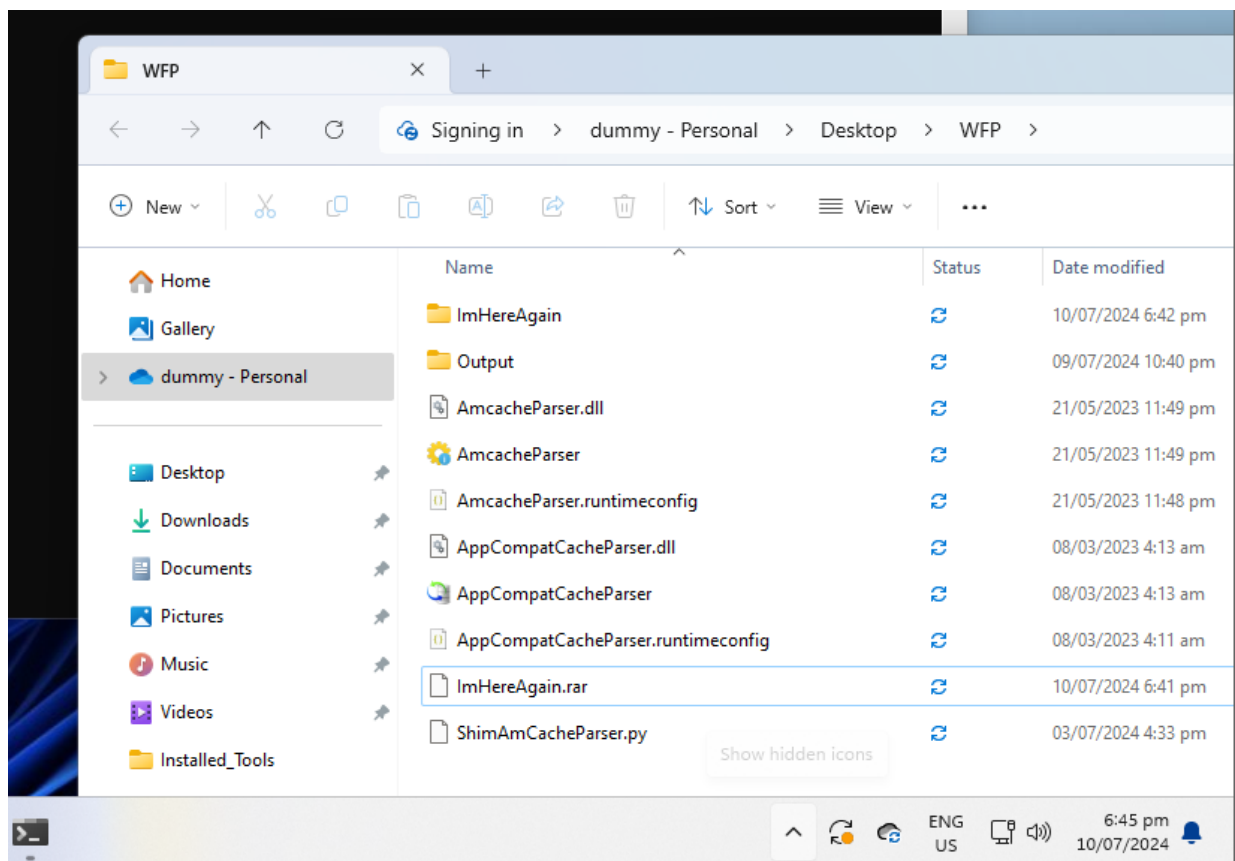 WFP
Signing in > dummy - Personal > Desktop > WFP >
New
Sort
View
Name Status Date modified
Home
Gallery
dummy - Personal
Desktop
Downloads
Documents
Pictures
Music
Videos
Installed_Tools
ImHereAgain 10/07/2024 6:42 pm
Output 09/07/2024 10:40 pm
AmcacheParser.dll 21/05/2023 11:49 pm
AmcacheParser 21/05/2023 11:49 pm
AmcacheParser.runtimeconfig 21/05/2023 11:48 pm
AppCompatCacheParser.dll 08/03/2023 4:13 am
AppCompatCacheParser 08/03/2023 4:13 am
AppCompatCacheParser.runtimeconfig 08/03/2023 4:11 am
ImHereAgain.rar 10/07/2024 6:41 pm
ShimAmCacheParser.py 03/07/2024 4:33 pm
Show hidden icons
ENG
US
6:45 pm
10/07/2024